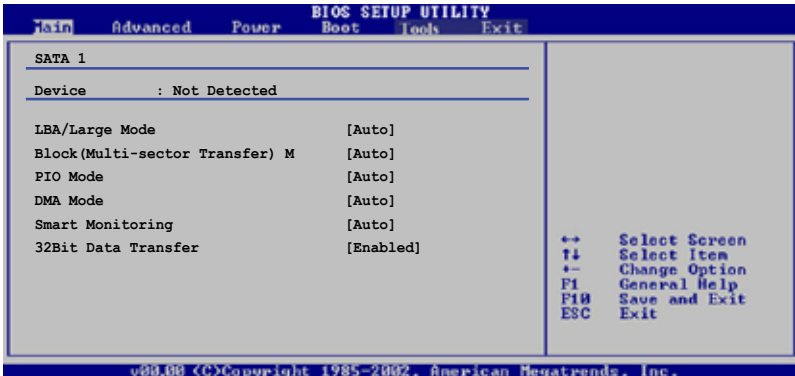 BIOS SETUP UTILITY
Main Advanced Power Boot Tools Exit
SATA 1
Device : Not Detected
LBA/Large Mode [Auto]
Block(Multi-sector Transfer) M [Auto]
PIO Mode [Auto]
DMA Mode [Auto]
Smart Monitoring [Auto]
32Bit Data Transfer [Enabled]
↔ Select Screen
↑↓ Select Item
+- Change Option
F1 General Help
F10 Save and Exit
ESC Exit
v00.00 (C)Copyright 1985-2002, American Megatrends, Inc.